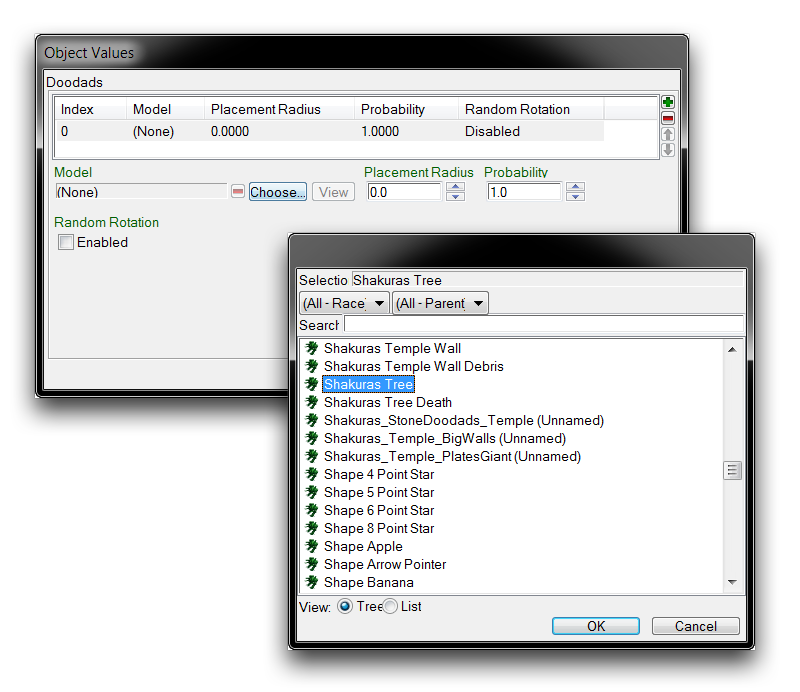 Object Values
Doodads
Index Model Placement Radius Probability Random Rotation
0 (None) 0.0000 1.0000 Disabled
Model Placement Radius Probability
(None) Choose... View 0.0 1.0
Random Rotation
Enabled
Selectio Shakuras Tree
(All - Race) (All - Parent
Search
Shakuras Temple Wall
Shakuras Temple Wall Debris
Shakuras Tree
Shakuras Tree Death
Shakuras_StoneDoodads_Temple (Unnamed)
Shakuras_Temple_BigWalls (Unnamed)
Shakuras_Temple_PlatesGiant (Unnamed)
Shape 4 Point Star
Shape 5 Point Star
Shape 6 Point Star
Shape 8 Point Star
Shape Apple
Shape Arrow Pointer
Shape Banana
View: Tree List
OK Cancel